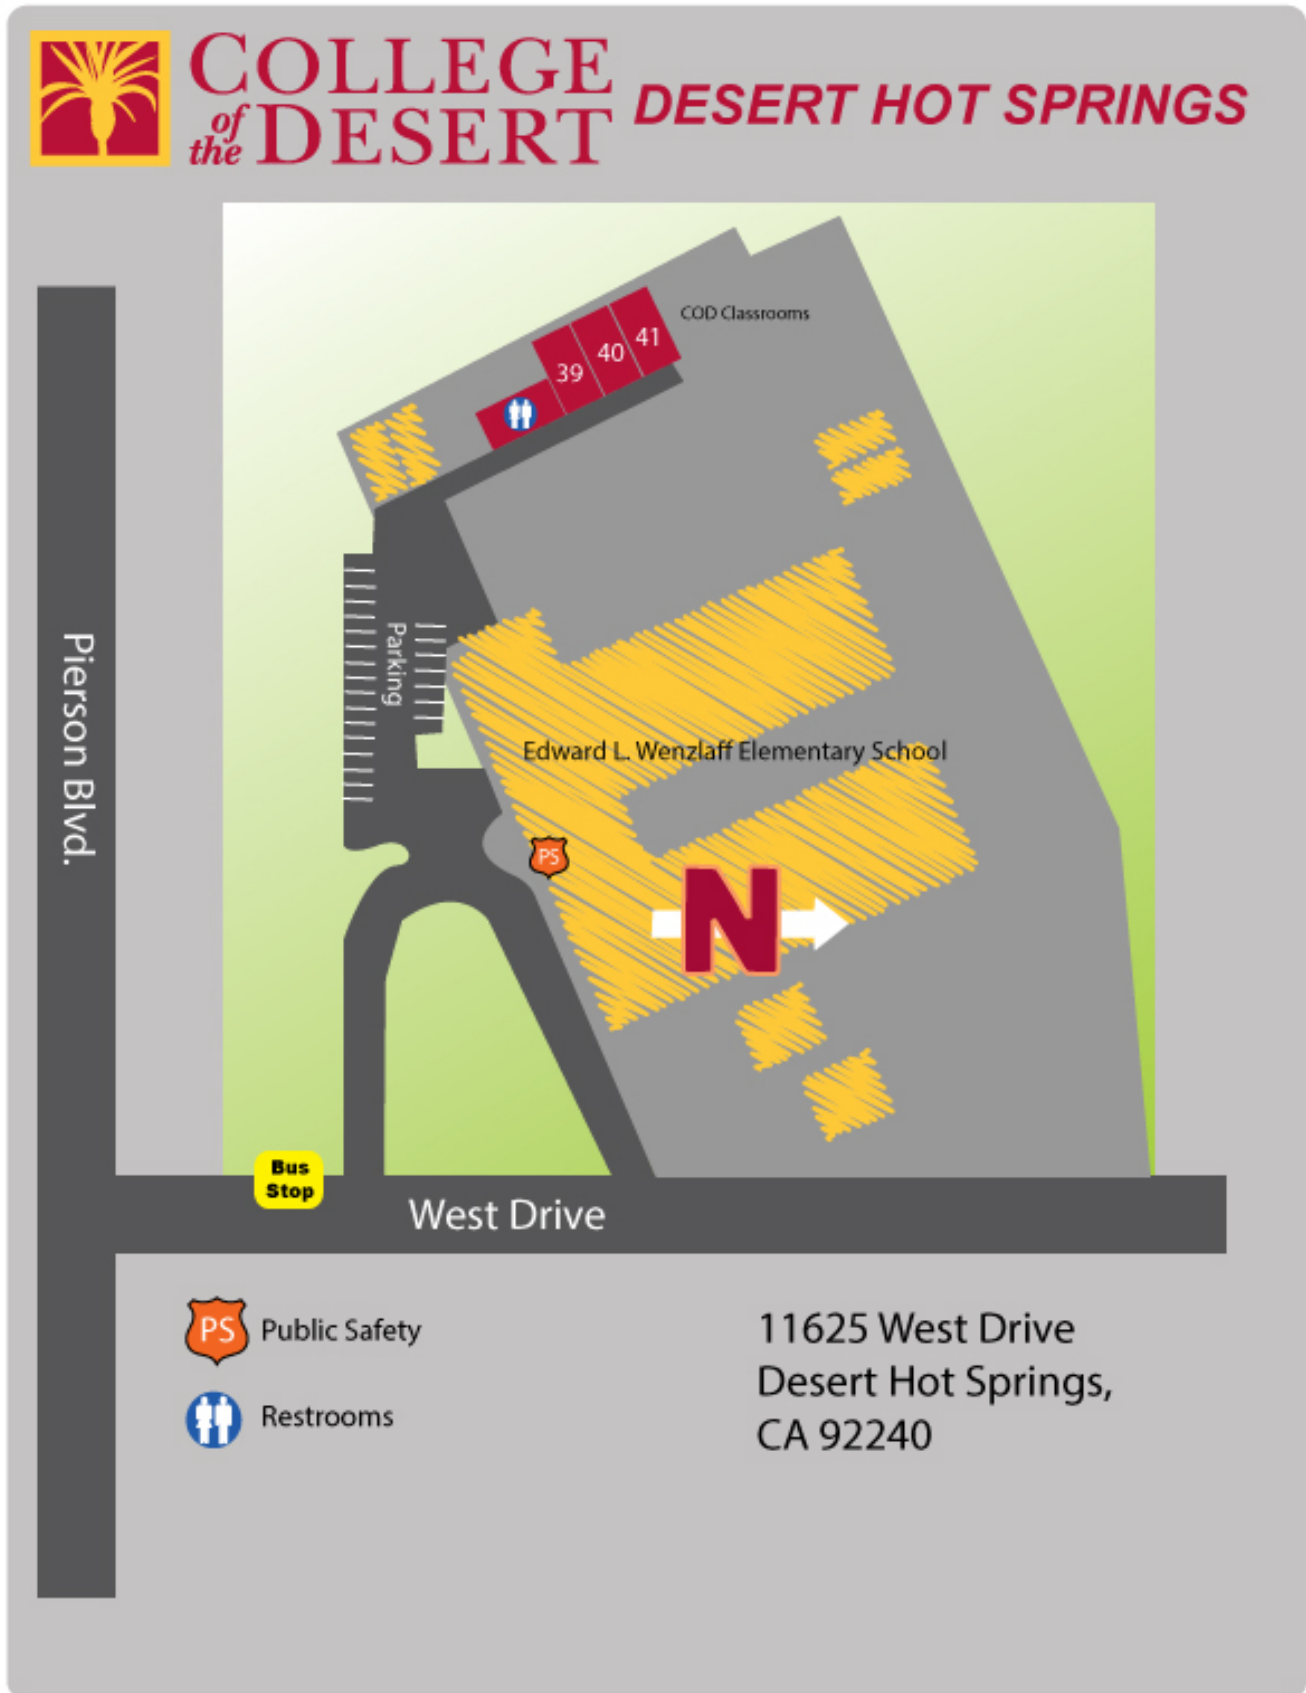 COLLEGE
of the DESERT
DESERT HOT SPRINGS
COD Classrooms
41
40
39
Parking
Pierson Blvd.
Edward L. Wenzlaff Elementary School
PS
N
Bus
Stop
West Drive
PS Public Safety
Restrooms
11625 West Drive
Desert Hot Springs,
CA 92240